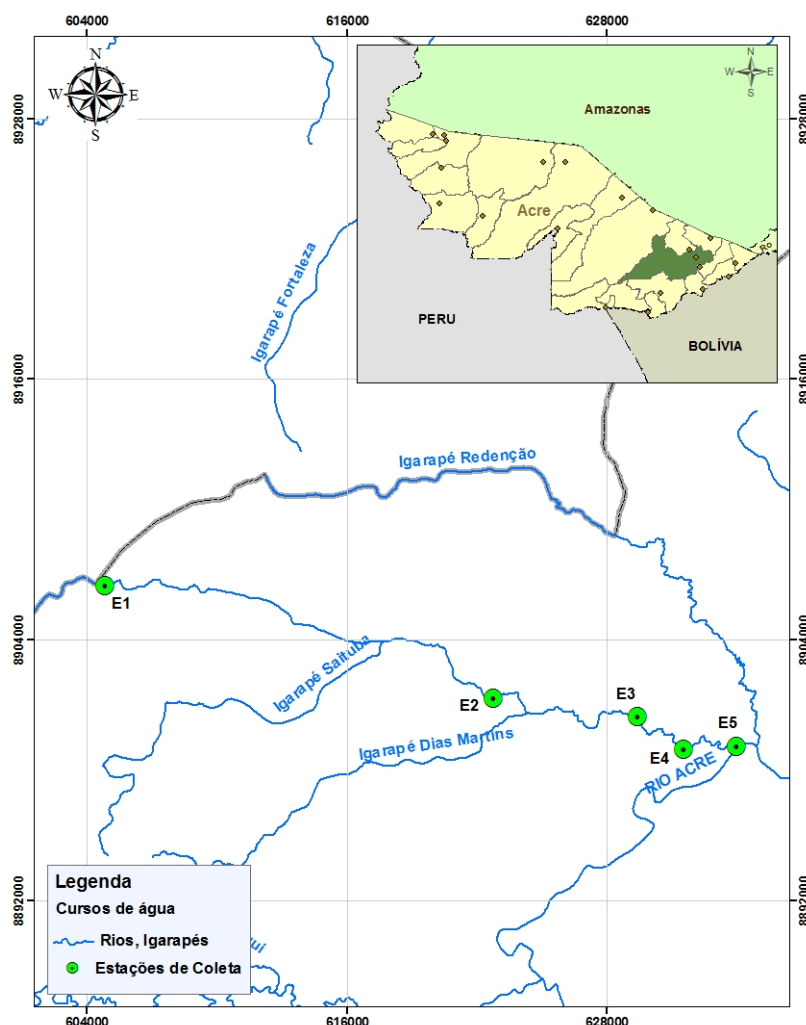 604000
616000
628000
N
W
E
S
8928000
8928000
N
W
E
S
Amazonas
Acre
Ro
PERU
BOLÍVIA
Igarapé Fortaleza
8916000
8916000
Igarapé Redenção
E1
8904000
8904000
Igarapé Saituba
E2
E3
E5
Igarapé Dias Martins
E4
RIO ACRE
Legenda
Cursos de água
Rios, Igarapés
Estações de Coleta
8892000
8892000
604000
616000
628000